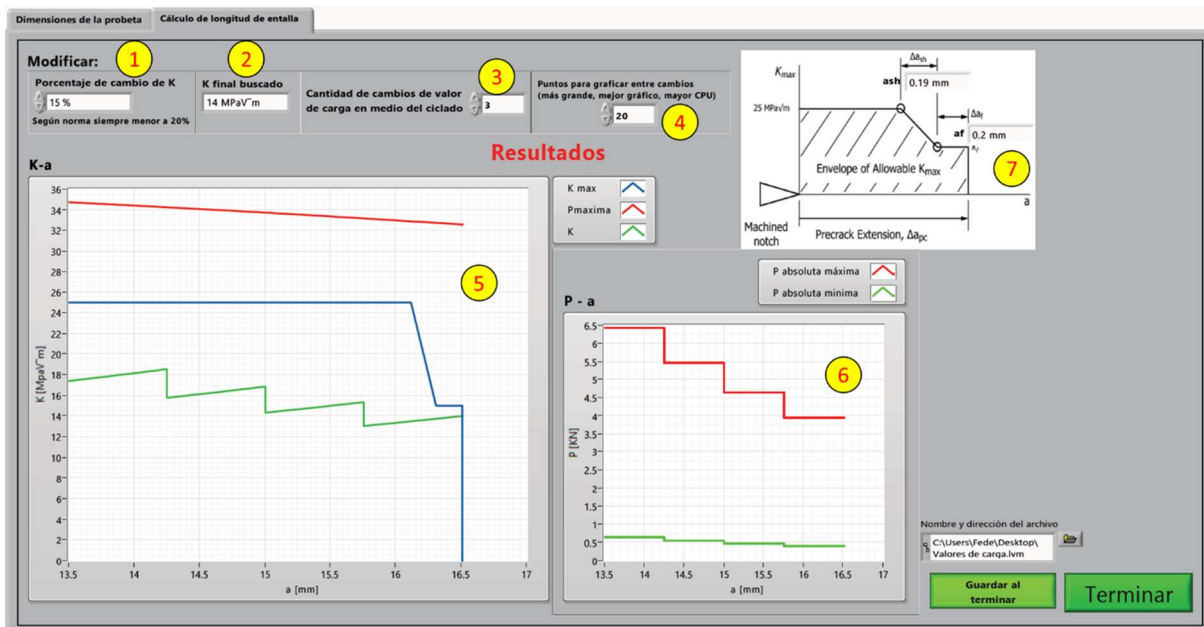 Dimensiones de la probeta
Cálculo de longitud de entalla
Modificar:
1
Porcentaje de cambio de K
15 %
Según norma siempre menor a 20%
2
K final buscado
14 MPaV¯m
3
Cantidad de cambios de valor
de carga en medio del ciclado
3
Puntos para graficar entre cambios
(más grande, mejor gráfico, mayor CPU)
20
4
Resultados
K-a
36
34
32
30
28
26
24
22
20
18
16
14
12
10
8
6
4
2
0
K [MpaV¯m]
13.5
14
14.5
15
15.5
16
16.5
17
a [mm]
5
K max
Pmaxima
K
Kmax
25 MPa√m
Δash
ash
0.19 mm
Δaf
af
0.2 mm
Kf
7
Envelope of Allowable Kmax
a
Machined
notch
Precrack Extension, Δapc
P absoluta máxima
P absoluta minima
P - a
6.5
6
5.5
5
4.5
4
3.5
3
2.5
2
1.5
1
0.5
0
P [KN]
13.5
14
14.5
15
15.5
16
16.5
17
a [mm]
6
Nombre y dirección del archivo
C:\Users\Fede\Desktop\
Valores de carga.lvm
Guardar al
terminar
Terminar